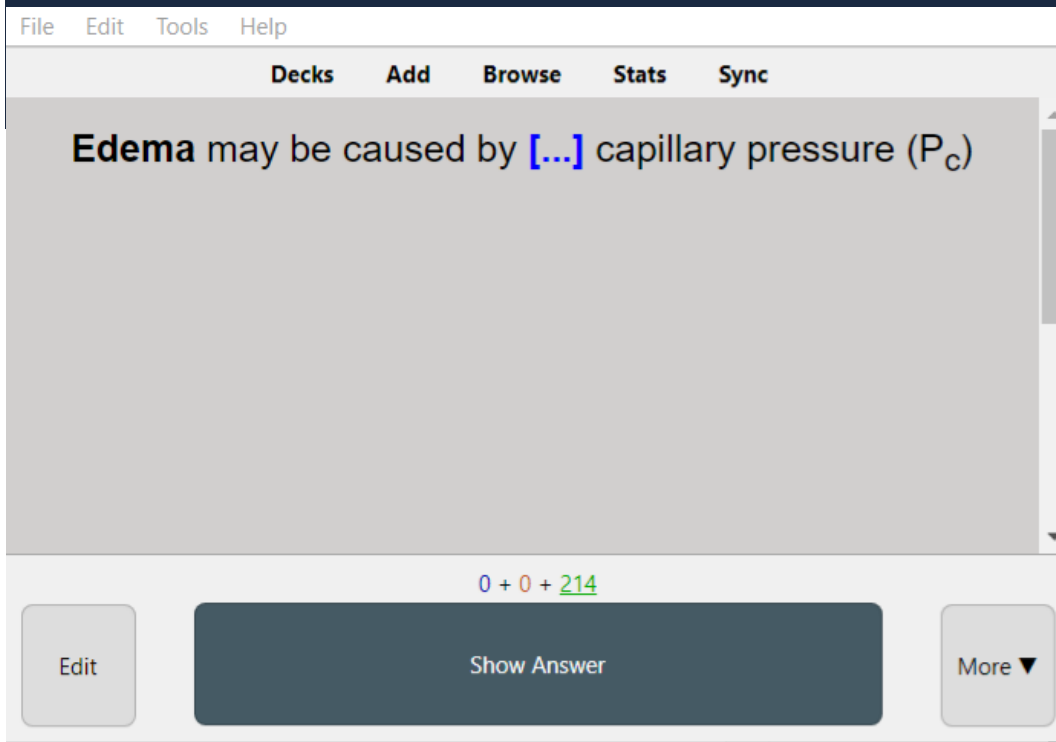 File Edit Tools Help
Decks Add Browse Stats Sync
Edema may be caused by [...] capillary pressure (Pc)
0 + 0 + 214
Edit Show Answer More ▼